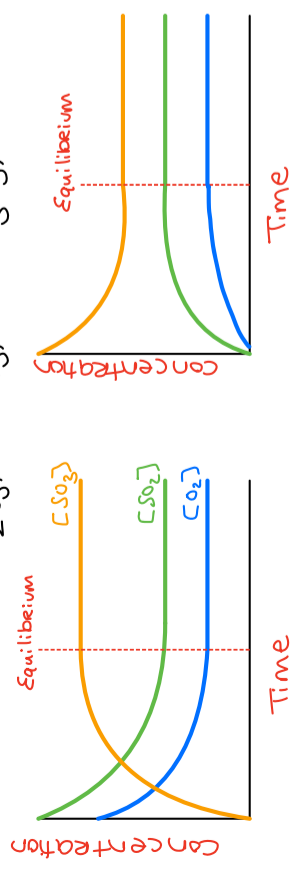 Equilibrium
[SO₃]
[SO₂]
[O₂]
Concentration
Time
Equilibrium
Concentration
Time